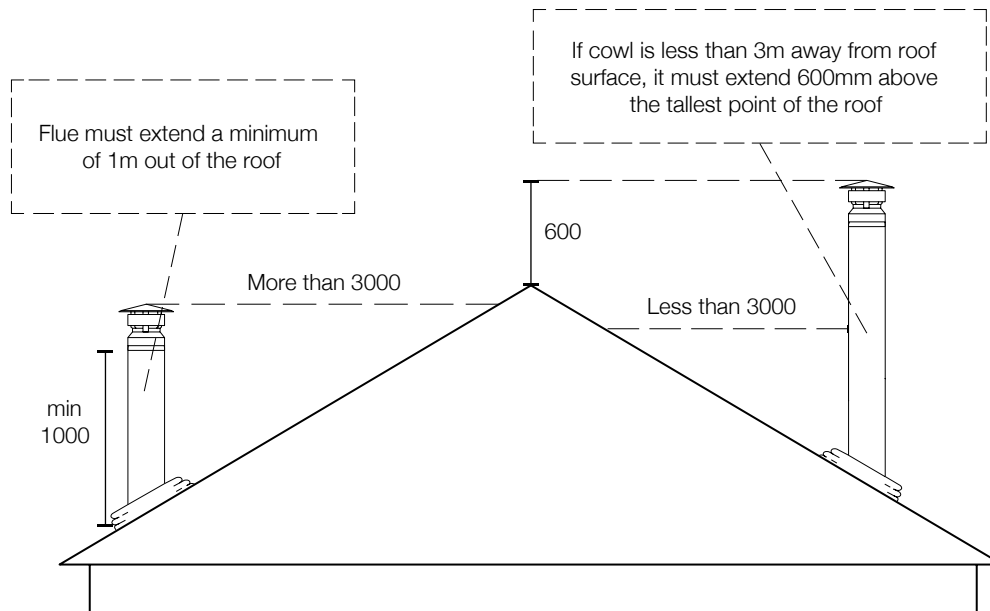 If cowl is less than 3m away from roof
surface, it must extend 600mm above
the tallest point of the roof
Flue must extend a minimum
of 1m out of the roof
600
More than 3000
Less than 3000
min
1000